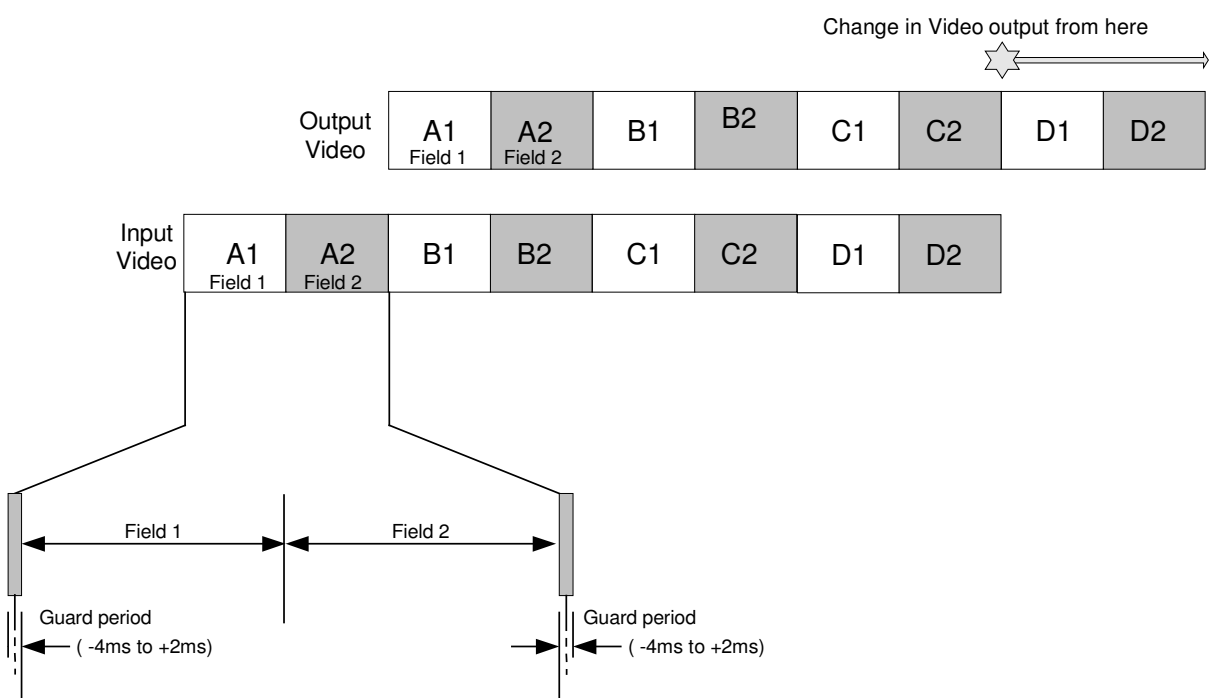 Change in Video output from here
Output
Video
A1
Field 1
A2
Field 2
B1
B2
C1
C2
D1
D2
Input
Video
A1
Field 1
A2
Field 2
B1
B2
C1
C2
D1
D2
Field 1
Field 2
Guard period
( -4ms to +2ms)
Guard period
( -4ms to +2ms)